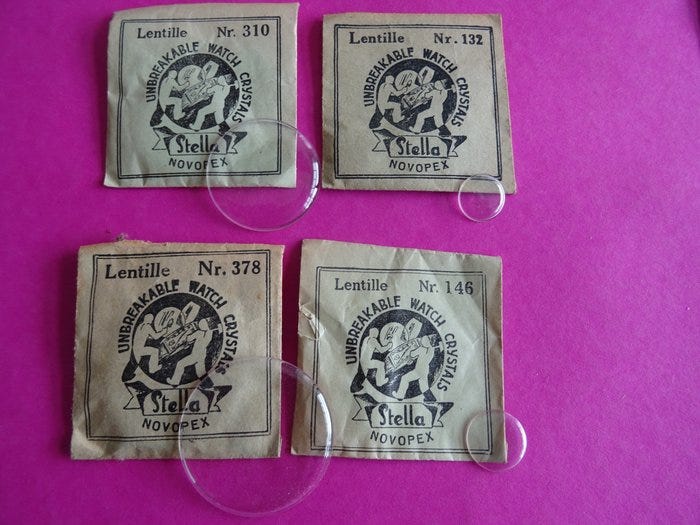 Lentille Nr. 310
UNBREAKABLE WATCH CRYSTALS
Stella
NOVOPEX
Lentille Nr. 132
UNBREAKABLE WATCH CRYSTALS
Stella
NOVOPEX
Lentille Nr. 378
UNBREAKABLE WATCH CRYSTALS
Stella
NOVOPEX
Lentille Nr. 146
UNBREAKABLE WATCH CRYSTALS
Stella
NOVOPEX